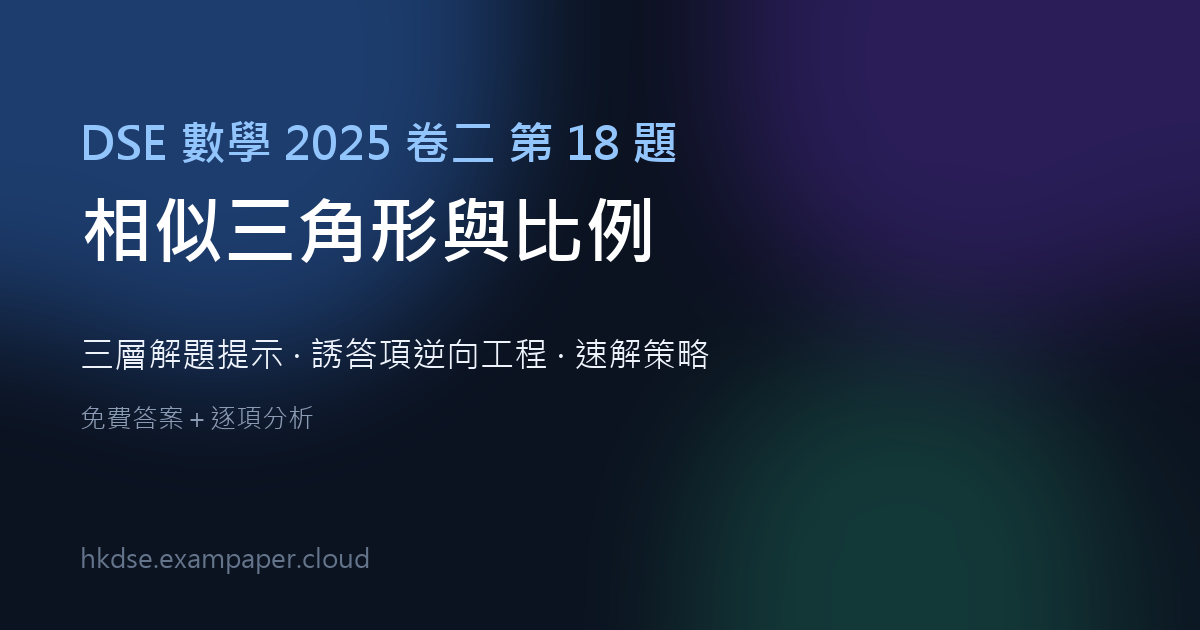 DSE 數學 2025 卷二 第 18 題
相似三角形與比例
三層解題提示 · 誘答項逆向工程 · 速解策略
免費答案 + 逐項分析
hkdse.exampaper.cloud